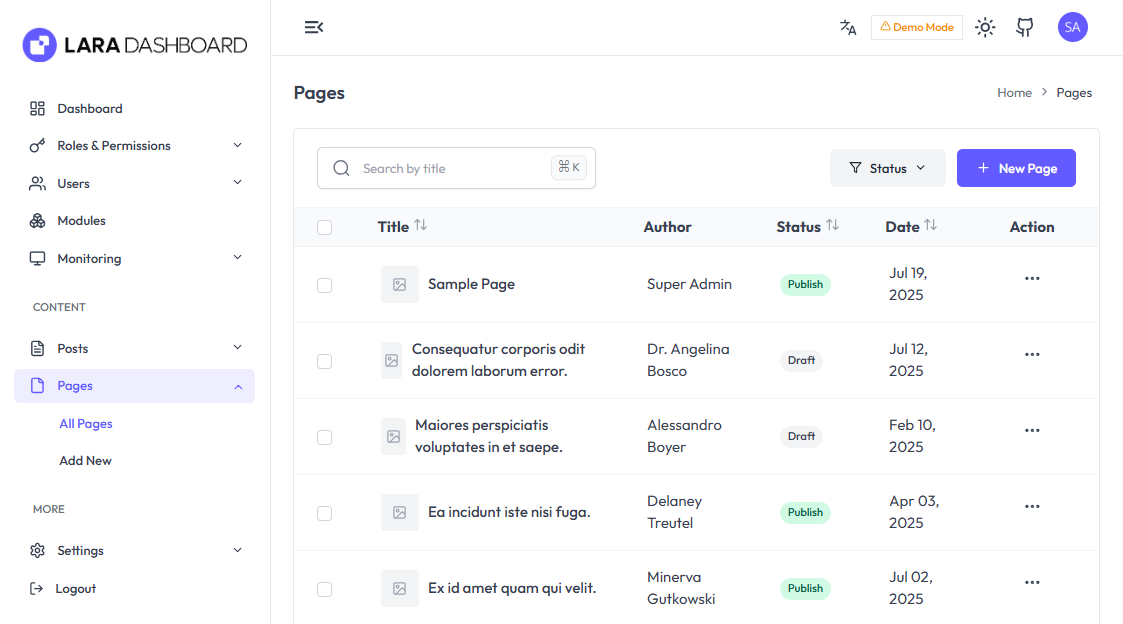 LARA DASHBOARD
Dashboard
Roles & Permissions
Users
Modules
Monitoring
CONTENT
Posts
Pages
All Pages
Add New
MORE
Settings
Logout
Demo Mode
SA
Pages
Home > Pages
Search by title
⌘ K
Status
+ New Page
Title Author Status Date Action
Sample Page Super Admin Publish Jul 19,
2025
Consequatur corporis odit Dr. Angelina Draft Jul 12,
dolorem laborum error. Bosco 2025
Maiores perspiciatis Alessandro Draft Feb 10,
voluptates in et saepe. Boyer 2025
Ea incidunt iste nisi fuga. Delaney Publish Apr 03,
Treutel 2025
Ex id amet quam qui velit. Minerva Publish Jul 02,
Gutkowski 2025